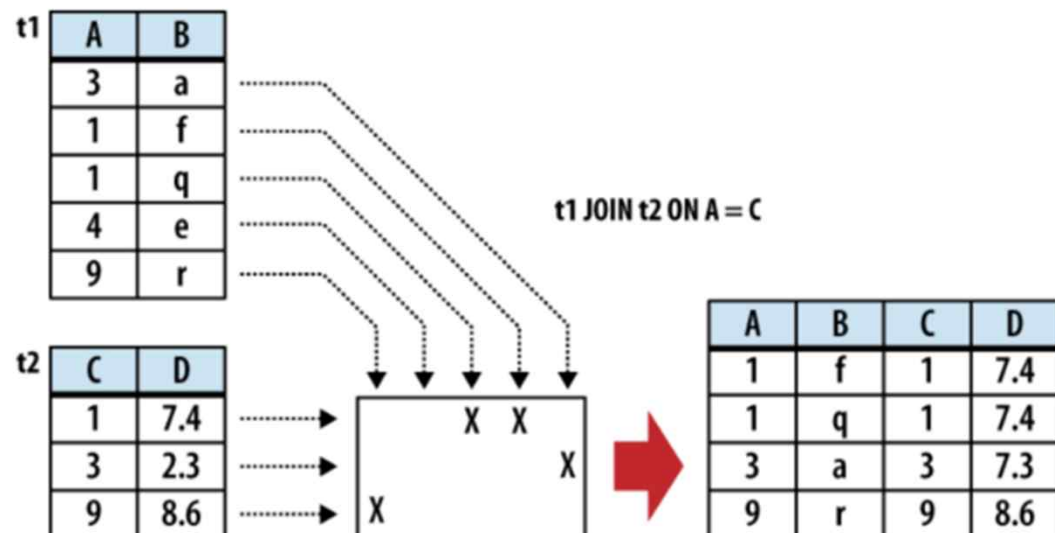 t1
A B
3 a
1 f
1 q
4 e
9 r
t1 JOIN t2 ON A = C
t2
C D
1 7.4
3 2.3
9 8.6
X X
X
X
A B C D
1 f 1 7.4
1 q 1 7.4
3 a 3 7.3
9 r 9 8.6